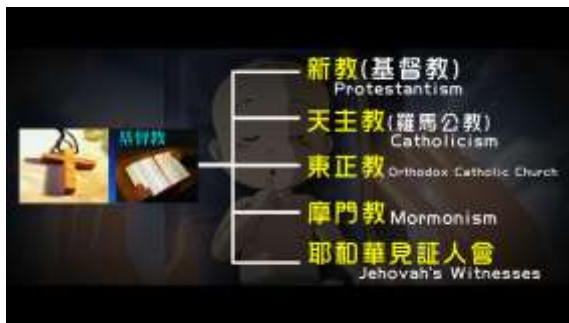 基督教
新教(基督教)
Protestantism
天主教(羅馬公教)
Catholicism
東正教 Orthodox Catholic Church
摩門教 Mormonism
耶和華見証人會
Jehovah's Witnesses